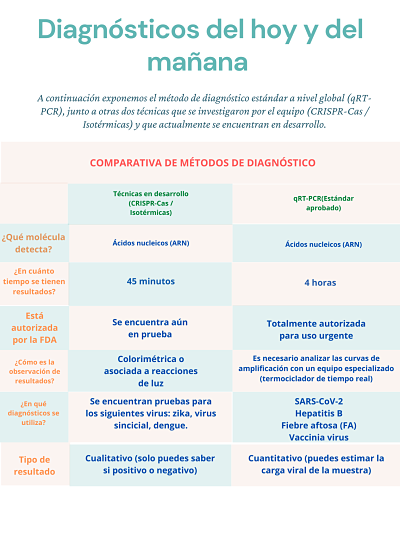 Diagnósticos del hoy y del
mañana
A continuación exponemos el método de diagnóstico estándar a nivel global (qRT-
PCR), junto a otras dos técnicas que se investigaron por el equipo (CRISPR-Cas /
Isotérmicas) y que actualmente se encuentran en desarrollo.
COMPARATIVA DE MÉTODOS DE DIAGNÓSTICO
Técnicas en desarrollo
(CRISPR-Cas /
Isotérmicas)
qRT-PCR(Estándar
aprobado)
¿Qué molécula
detecta?
Ácidos nucleicos (ARN)
Ácidos nucleicos (ARN)
¿En cuánto
tiempo se tienen
resultados?
45 minutos
4 horas
Está
autorizada
por la FDA
Se encuentra aún
en prueba
Totalmente autorizada
para uso urgente
¿Cómo es la
observación de
resultados?
Colorimétrica o
asociada a reacciones
de luz
Es necesario analizar las curvas de
amplificación con un equipo especializado
(termociclador de tiempo real)
¿En qué
diagnósticos se
utiliza?
Se encuentran pruebas para
los siguientes virus: zika, virus
sincicial, dengue.
SARS-CoV-2
Hepatitis B
Fiebre aftosa (FA)
Vaccinia virus
Tipo de
resultado
Cualitativo (solo puedes saber
si positivo o negativo)
Cuantitativo (puedes estimar la
carga viral de la muestra)